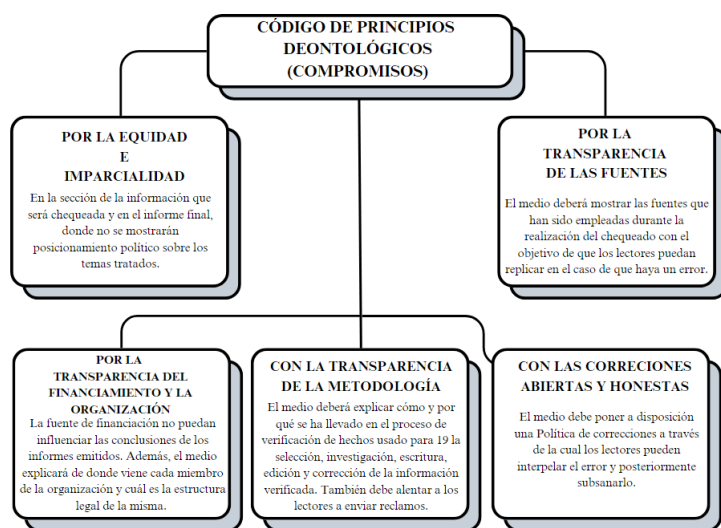 CÓDIGO DE PRINCIPIOS
DEONTOLÓGICOS
(COMPROMISOS)
POR LA EQUIDAD
E
IMPARCIALIDAD
En la sección de la información que
será chequeada y en el informe final,
donde no se mostrarán
posicionamiento político sobre los
temas tratados.
POR LA
TRANSPARENCIA
DE LAS FUENTES
El medio deberá mostrar las fuentes que
han sido empleadas durante la
realización del chequeado con el
objetivo de que los lectores puedan
replicar en el caso de que haya un error.
POR LA
TRANSPARENCIA DEL
FINANCIAMIENTO Y LA
ORGANIZACIÓN
La fuente de financiación no puedan
influenciar las conclusiones de los
informes emitidos. Además, el medio
explicará de donde viene cada miembro
de la organización y cuál es la estructura
legal de la misma.
CON LA TRANSPARENCIA
DE LA METODOLOGÍA
El medio deberá explicar cómo y por
qué se ha llevado en el proceso de
verificación de hechos usado para 19 la
selección, investigación, escritura,
edición y corrección de la información
verificada. También debe alentar a los
lectores a enviar reclamos.
CON LAS CORRECIONES
ABIERTAS Y HONESTAS
El medio debe poner a disposición
una Política de correcciones a través
de la cual los lectores pueden
interpelar el error y posteriormente
subsanarlo.